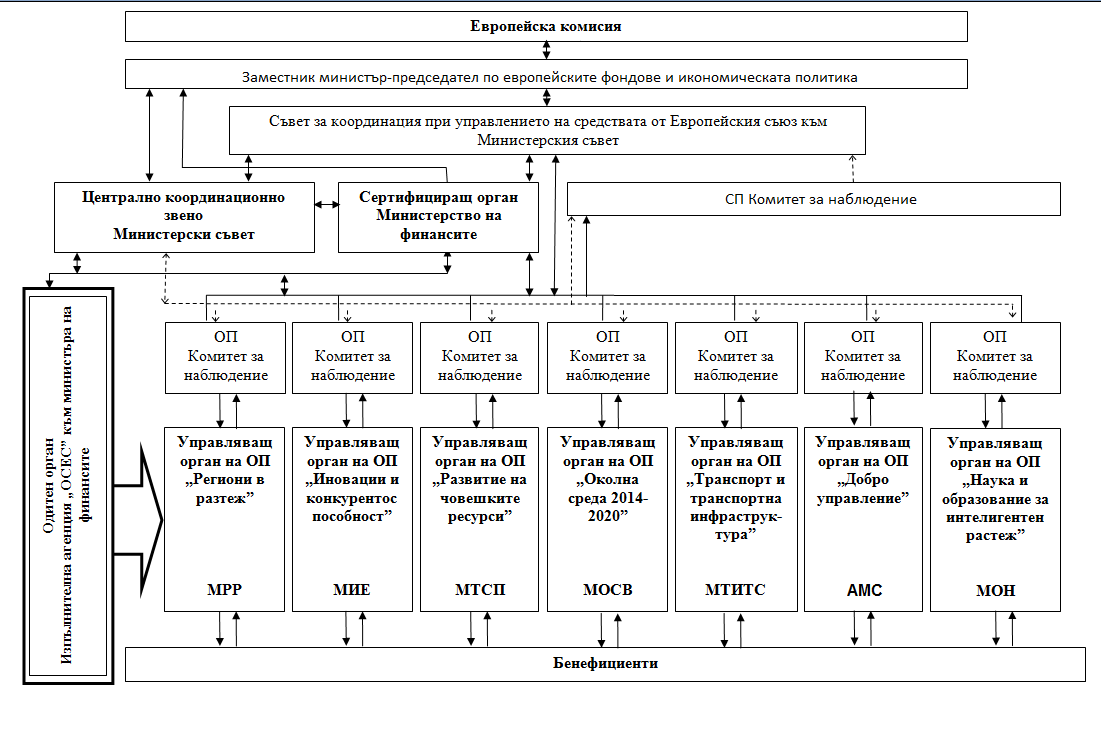 Европейска комисия
Заместник министър-председател по европейските фондове и икономическата политика
Съвет за координация при управлението на средствата от Европейския съюз към
Министерския съвет
Централно координационно
звено
Министерски съвет
Сертифициращ орган
Министерство на
финансите
СП Комитет за наблюдение
Одитен орган
Изпълнителна агенция „ОСЕС” към министъра на
финансите
ОП
Комитет за
наблюдение
ОП
Комитет за
наблюдение
ОП
Комитет за
наблюдение
ОП
Комитет за
наблюдение
ОП
Комитет за
наблюдение
ОП
Комитет за
наблюдение
ОП
Комитет за
наблюдение
Управляващ
орган на ОП
„Региони в
разтеж”
МРР
Управляващ
орган на ОП
„Иновации и
конкурентос
пособност”
МИЕ
Управляващ
орган на ОП
„Развитие на
човешките
ресурси”
МТСП
Управляващ
орган на ОП
„Околна
среда 2014-
2020”
МОСВ
Управляващ
орган на ОП
„Транспорт и
транспортна
инфраструк-
тура”
МТИТС
Управляващ
орган на ОП
„Добро
управление”
АМС
Управляващ
орган на ОП
„Наука и
образование за
интелигентен
растеж”
МОН
Бенефициенти